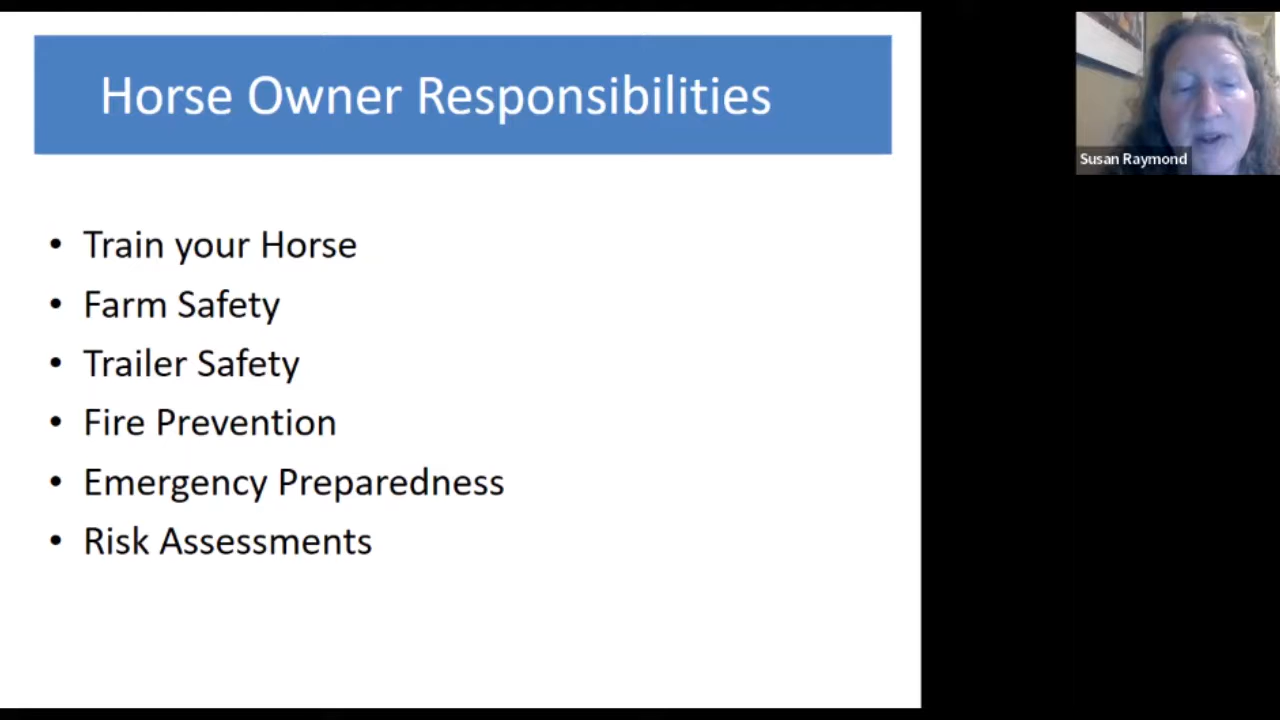 Horse Owner Responsibilities
• Train your Horse
• Farm Safety
• Trailer Safety
• Fire Prevention
• Emergency Preparedness
• Risk Assessments
Susan Raymond